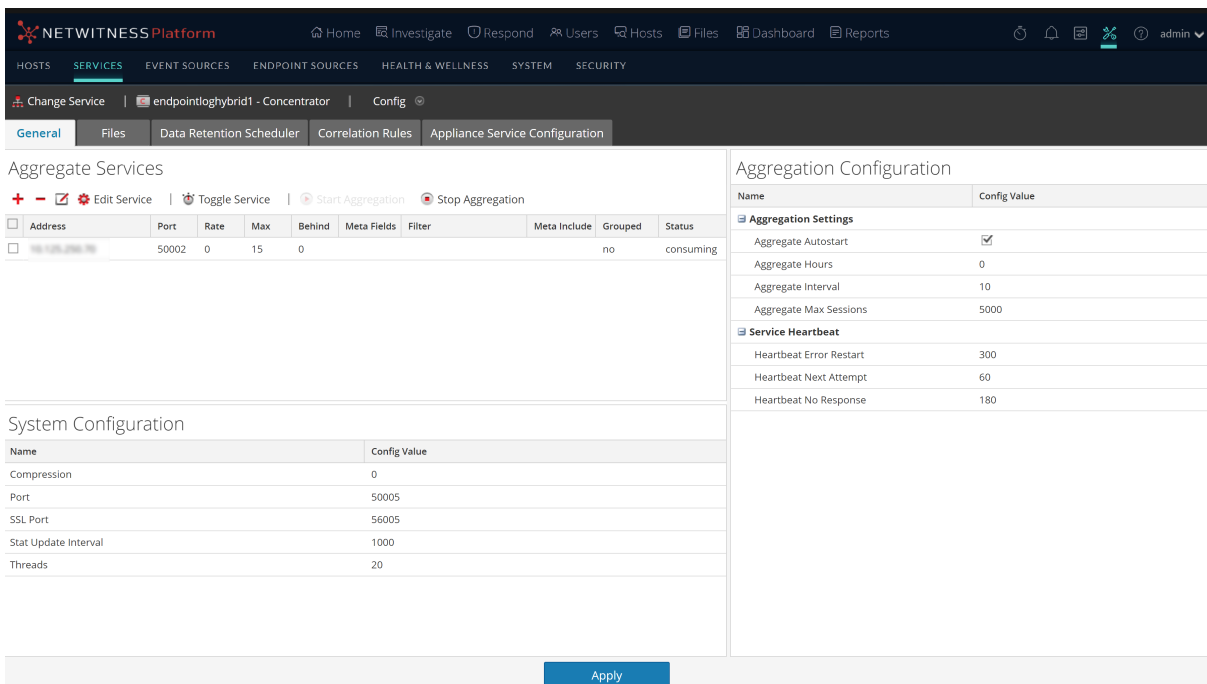 NETWITNESS Platform Home Investigate Respond Users Hosts Files Dashboard Reports admin
HOSTS SERVICES EVENT SOURCES ENDPOINT SOURCES HEALTH & WELLNESS SYSTEM SECURITY
Change Service | endpointloghybrid1 - Concentrator | Config
General Files Data Retention Scheduler Correlation Rules Appliance Service Configuration
Aggregate Services
Edit Service | Toggle Service | Start Aggregation Stop Aggregation
Address Port Rate Max Behind Meta Fields Filter Meta Include Grouped Status
50002 0 15 0 no consuming
System Configuration
Name Config Value
Compression 0
Port 50005
SSL Port 56005
Stat Update Interval 1000
Threads 20
Aggregation Configuration
Name Config Value
Aggregation Settings
Aggregate Autostart
Aggregate Hours 0
Aggregate Interval 10
Aggregate Max Sessions 5000
Service Heartbeat
Heartbeat Error Restart 300
Heartbeat Next Attempt 60
Heartbeat No Response 180
Apply